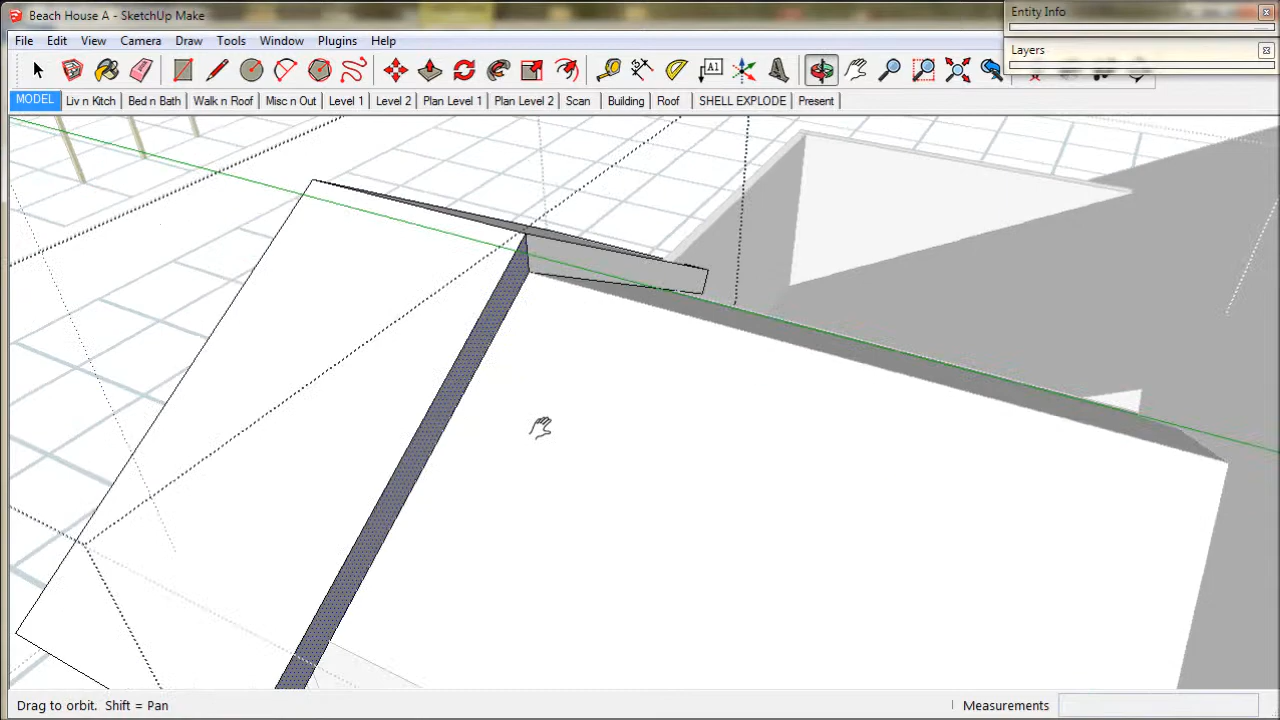 Beach House A - SketchUp Make
Entity Info
File Edit View Camera Draw Tools Window Plugins Help
Layers
A1
MODEL Liv n Kitch Bed n Bath Walk n Roof Misc n Out Level 1 Level 2 Plan Level 1 Plan Level 2 Scan Building Roof SHELL EXPLODE Present
Drag to orbit. Shift = Pan
Measurements